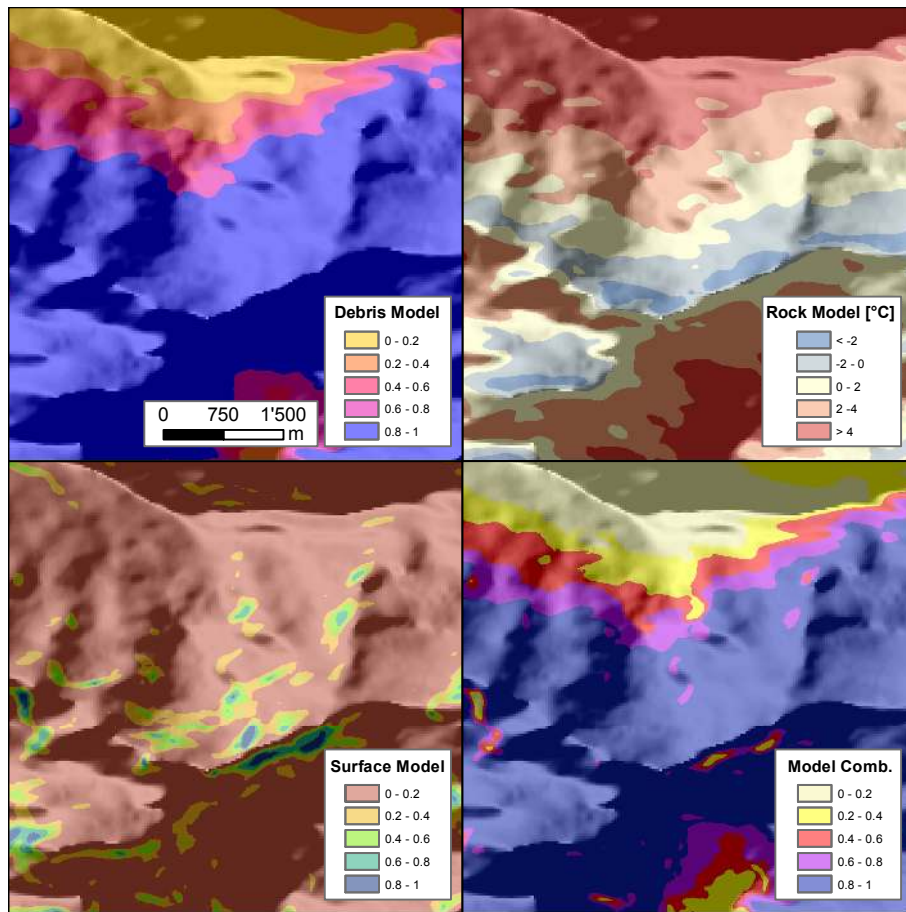 Debris Model
0 - 0.2
0.2 - 0.4
0.4 - 0.6
0.6 - 0.8
0.8 - 1
0 750 1'500
m
Rock Model [°C]
< -2
-2 - 0
0 - 2
2 -4
> 4
Surface Model
0 - 0.2
0.2 - 0.4
0.4 - 0.6
0.6 - 0.8
0.8 - 1
Model Comb.
0 - 0.2
0.2 - 0.4
0.4 - 0.6
0.6 - 0.8
0.8 - 1